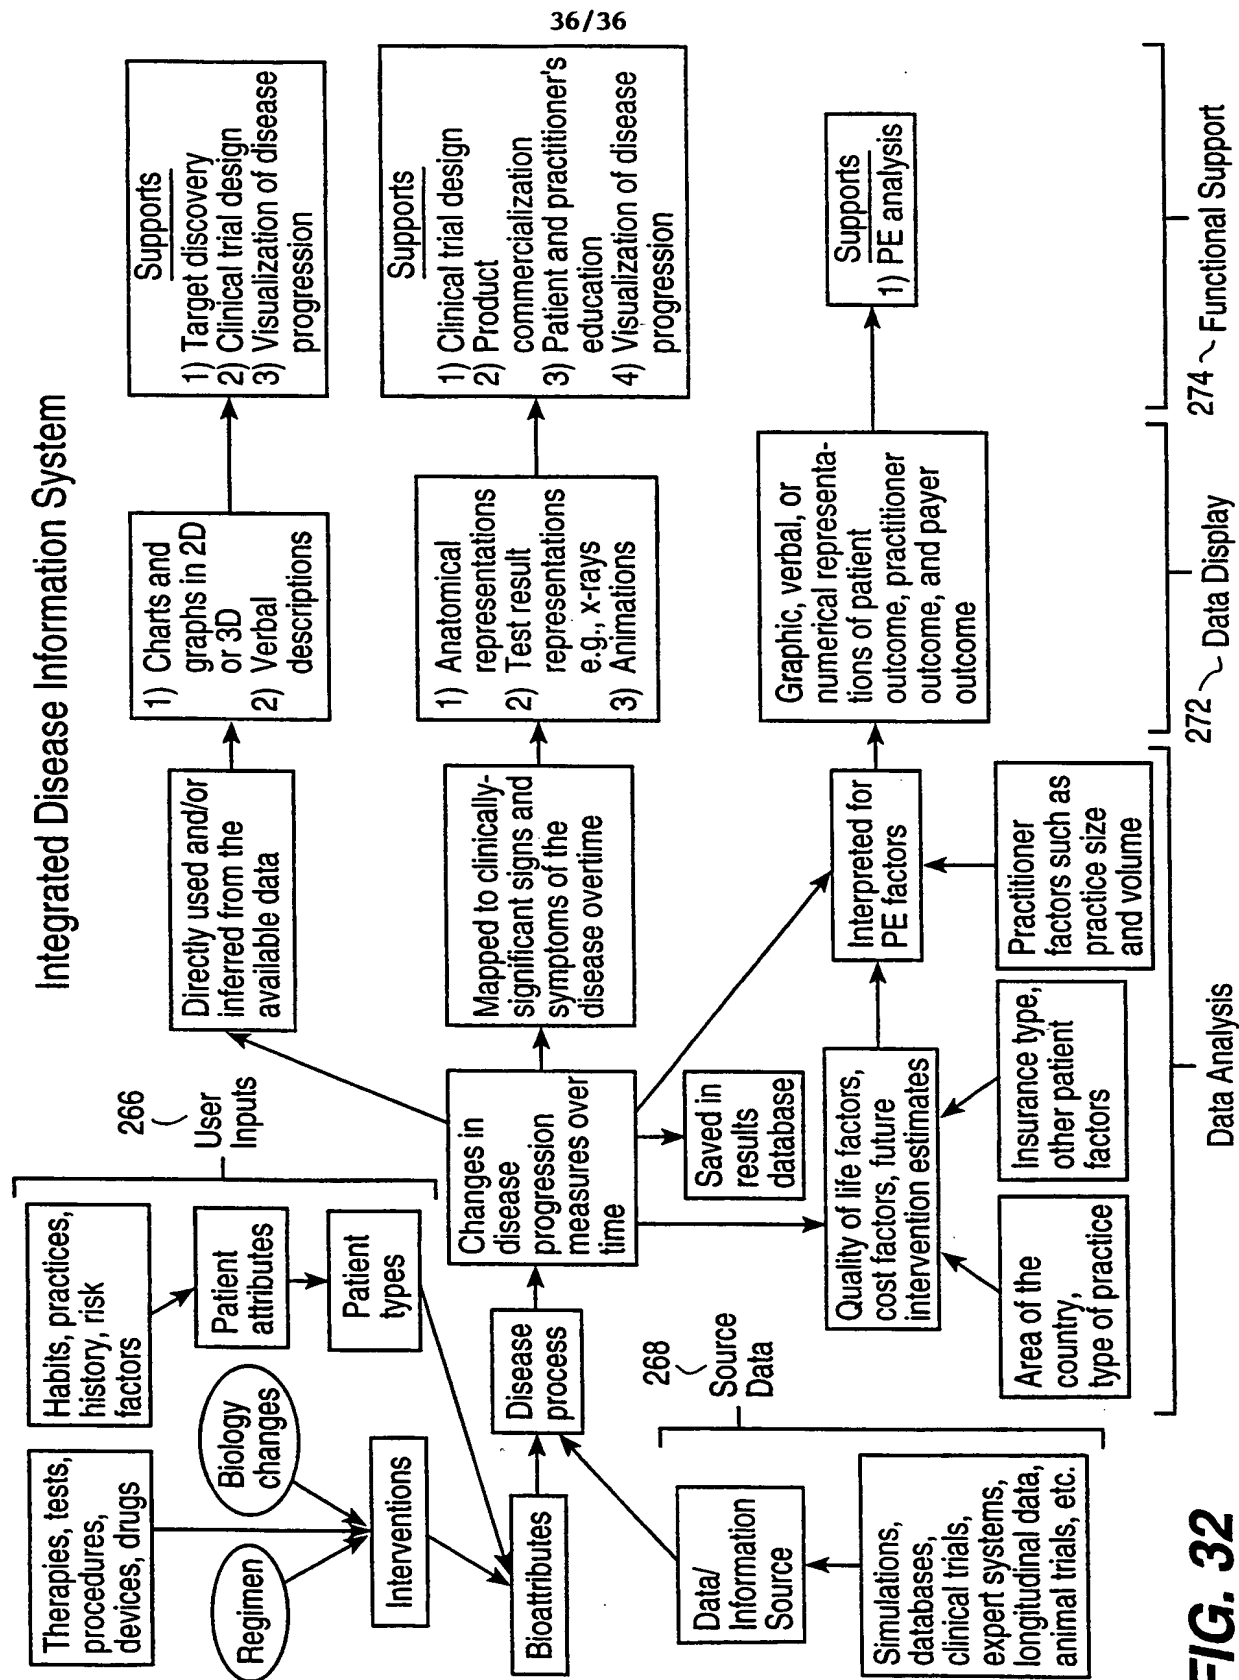 36/36
Integrated Disease Information System
Therapies, tests,
procedures,
devices, drugs
Habits, practices,
history, risk
factors
Regimen
Biology
changes
Patient
attributes
Patient
types
Interventions
Bioattributes
266
User
Inputs
Disease
process
Data/
Information
Source
Simulations,
databases,
clinical trials,
expert systems,
longitudinal data,
animal trials, etc.
268
Source
Data
Changes in
disease
progression
measures over
time
Saved in
results
database
Directly used and/or
inferred from the
available data
Mapped to clinically-
significant signs and
symptoms of the
disease overtime
Quality of life factors,
cost factors, future
intervention estimates
Area of the
country,
type of practice
Insurance type,
other patient
factors
Interpreted for
PE factors
Practitioner
factors such as
practice size
and volume
1) Charts and
graphs in 2D
or 3D
2) Verbal
descriptions
1) Anatomical
representations
2) Test result
representations
e.g., x-rays
3) Animations
Graphic, verbal, or
numerical representa-
tions of patient
outcome, practitioner
outcome, and payer
outcome
Supports
1) Target discovery
2) Clinical trial design
3) Visualization of disease
progression
Supports
1) Clinical trial design
2) Product
commercialization
3) Patient and practitioner's
education
4) Visualization of disease
progression
Supports
1) PE analysis
Data Analysis
272 Data Display
274 Functional Support
FIG. 32